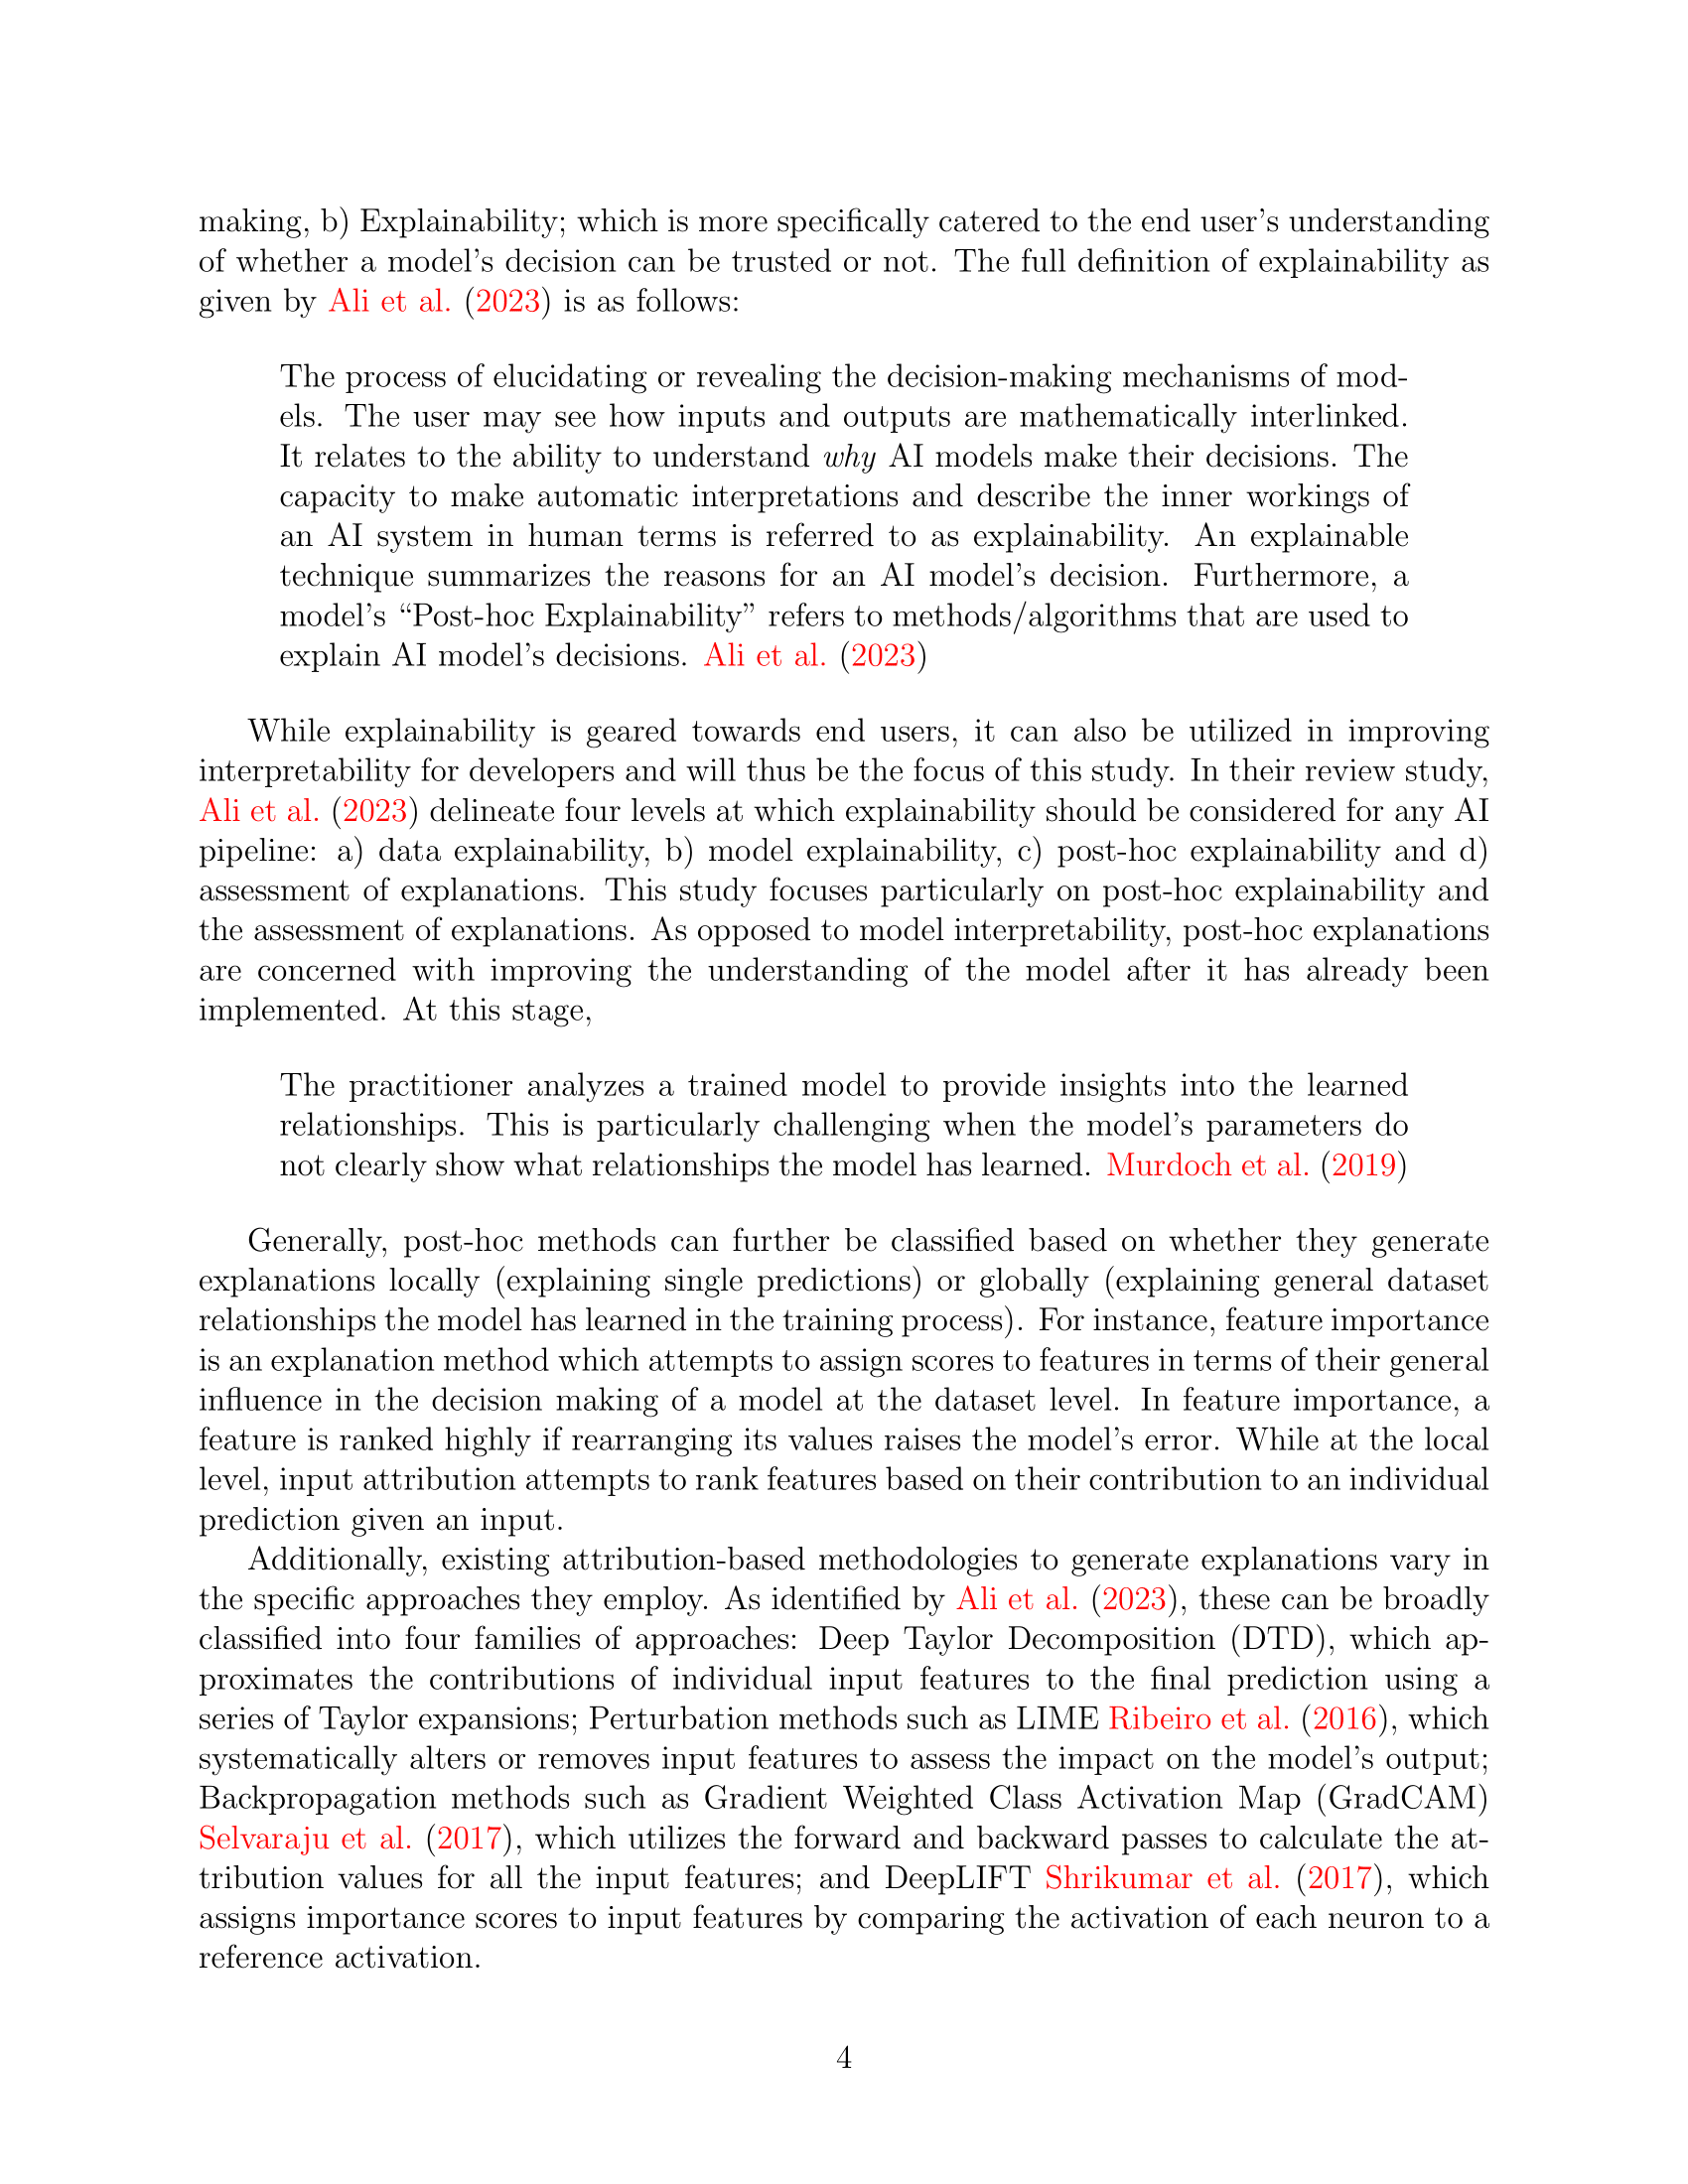 making, b) Explainability; which is more specifically catered to the end user's understanding
of whether a model's decision can be trusted or not. The full definition of explainability as
given by Ali et al. (2023) is as follows:
The process of elucidating or revealing the decision-making mechanisms of mod-
els. The user may see how inputs and outputs are mathematically interlinked.
It relates to the ability to understand why AI models make their decisions. The
capacity to make automatic interpretations and describe the inner workings of
an AI system in human terms is referred to as explainability. An explainable
technique summarizes the reasons for an AI model's decision. Furthermore, a
model's “Post-hoc Explainability” refers to methods/algorithms that are used to
explain AI model's decisions. Ali et al. (2023)
While explainability is geared towards end users, it can also be utilized in improving
interpretability for developers and will thus be the focus of this study. In their review study,
Ali et al. (2023) delineate four levels at which explainability should be considered for any AI
pipeline: a) data explainability, b) model explainability, c) post-hoc explainability and d)
assessment of explanations. This study focuses particularly on post-hoc explainability and
the assessment of explanations. As opposed to model interpretability, post-hoc explanations
are concerned with improving the understanding of the model after it has already been
implemented. At this stage,
The practitioner analyzes a trained model to provide insights into the learned
relationships. This is particularly challenging when the model's parameters do
not clearly show what relationships the model has learned. Murdoch et al. (2019)
Generally, post-hoc methods can further be classified based on whether they generate
explanations locally (explaining single predictions) or globally (explaining general dataset
relationships the model has learned in the training process). For instance, feature importance
is an explanation method which attempts to assign scores to features in terms of their general
influence in the decision making of a model at the dataset level. In feature importance, a
feature is ranked highly if rearranging its values raises the model's error. While at the local
level, input attribution attempts to rank features based on their contribution to an individual
prediction given an input.
Additionally, existing attribution-based methodologies to generate explanations vary in
the specific approaches they employ. As identified by Ali et al. (2023), these can be broadly
classified into four families of approaches: Deep Taylor Decomposition (DTD), which ap-
proximates the contributions of individual input features to the final prediction using a
series of Taylor expansions; Perturbation methods such as LIME Ribeiro et al. (2016), which
systematically alters or removes input features to assess the impact on the model's output;
Backpropagation methods such as Gradient Weighted Class Activation Map (GradCAM)
Selvaraju et al. (2017), which utilizes the forward and backward passes to calculate the at-
tribution values for all the input features; and DeepLIFT Shrikumar et al. (2017), which
assigns importance scores to input features by comparing the activation of each neuron to a
reference activation.
4